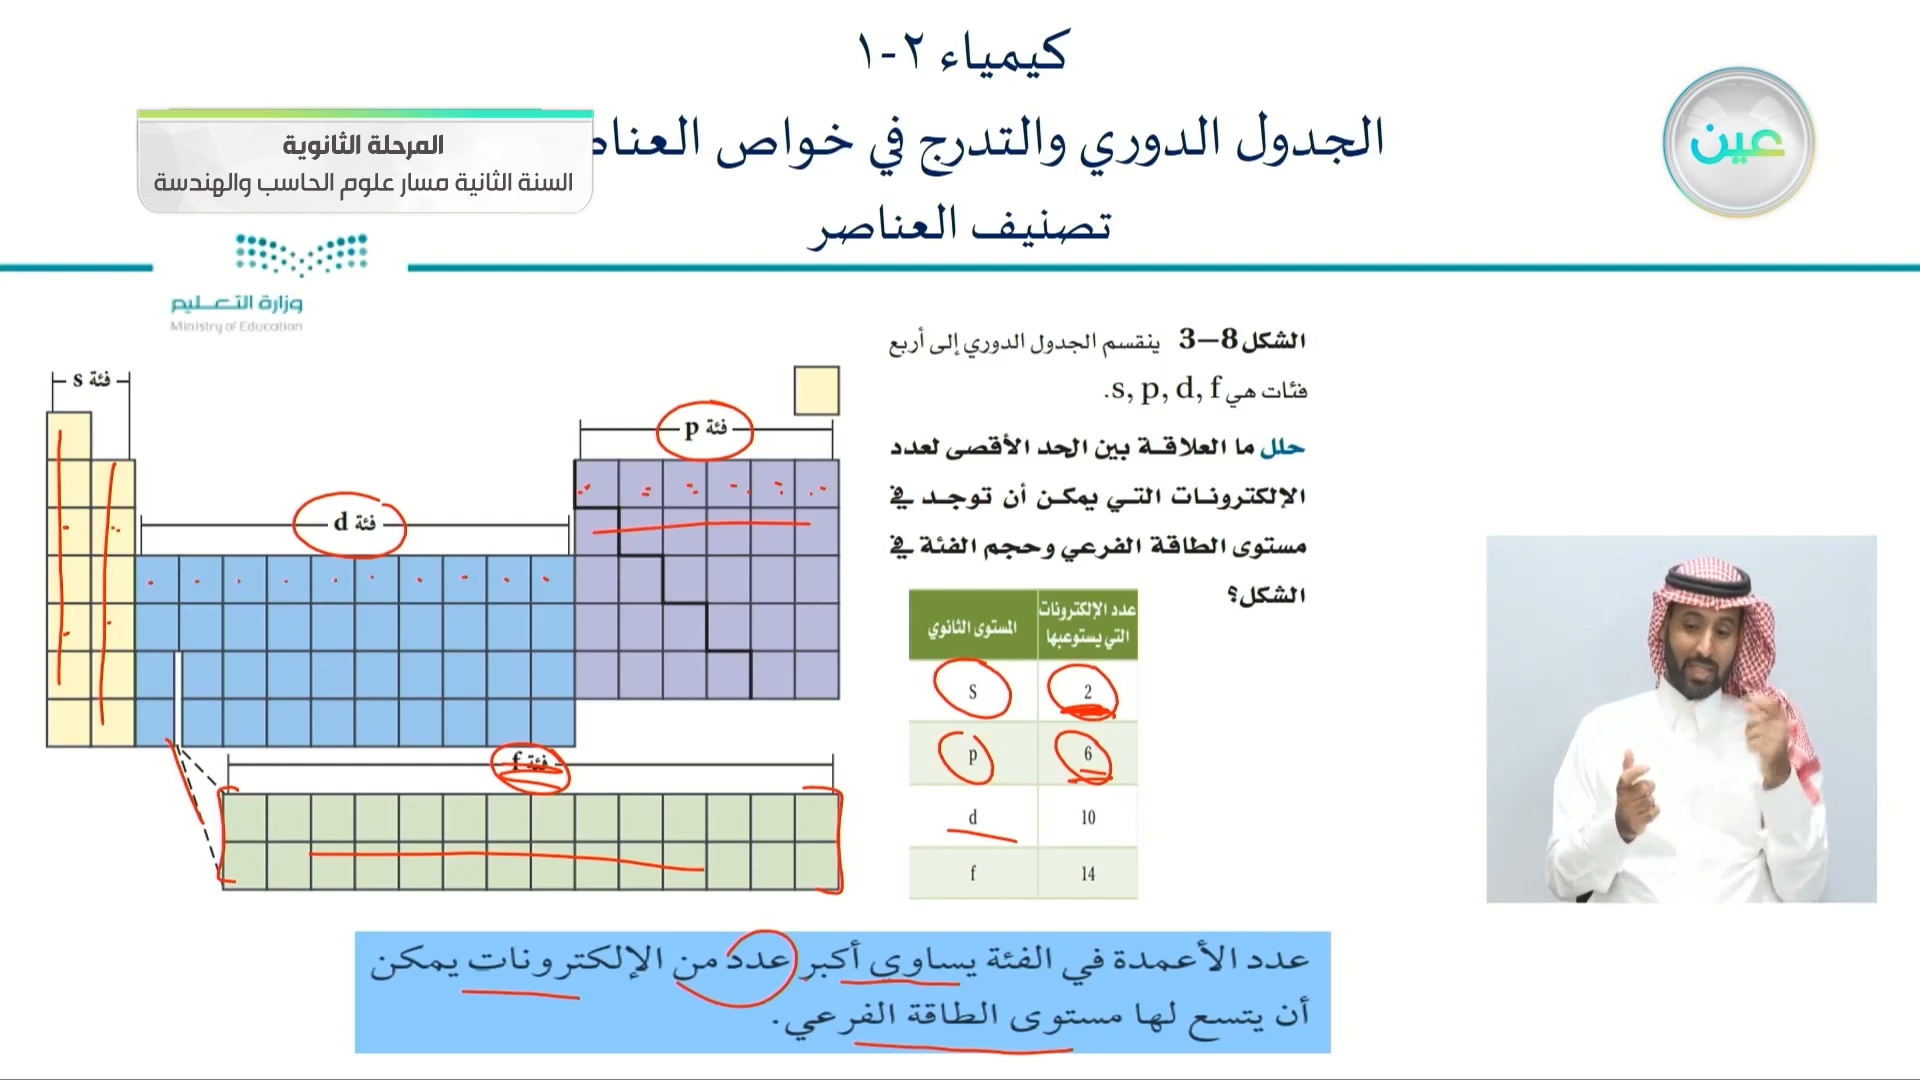 كيمياء ٢-١
الجدول الدوري والتدرج في خواص العناص
تصنيف العناصر
المرحلة الثانوية
السنة الثانية مسار علوم الحاسب والهندسة
عين
وزارة التعليم
Ministry of Education
الشكل 8–3 ينقسم الجدول الدوري إلى أربع
فئات هي s, p, d, f.
حلل ما العلاقة بين الحد الأقصى لعدد
الإلكترونات التي يمكن أن توجد في
مستوى الطاقة الفرعي وحجم الفئة في
الشكل؟
فئة s
فئة p
فئة d
فئة f
المستوى الثانوي
عدد الإلكترونات
التي يستوعبها
S 2
p 6
d 10
f 14
عدد الأعمدة في الفئة يساوي أكبر عدد من الإلكترونات يمكن
أن يتسع لها مستوى الطاقة الفرعي.